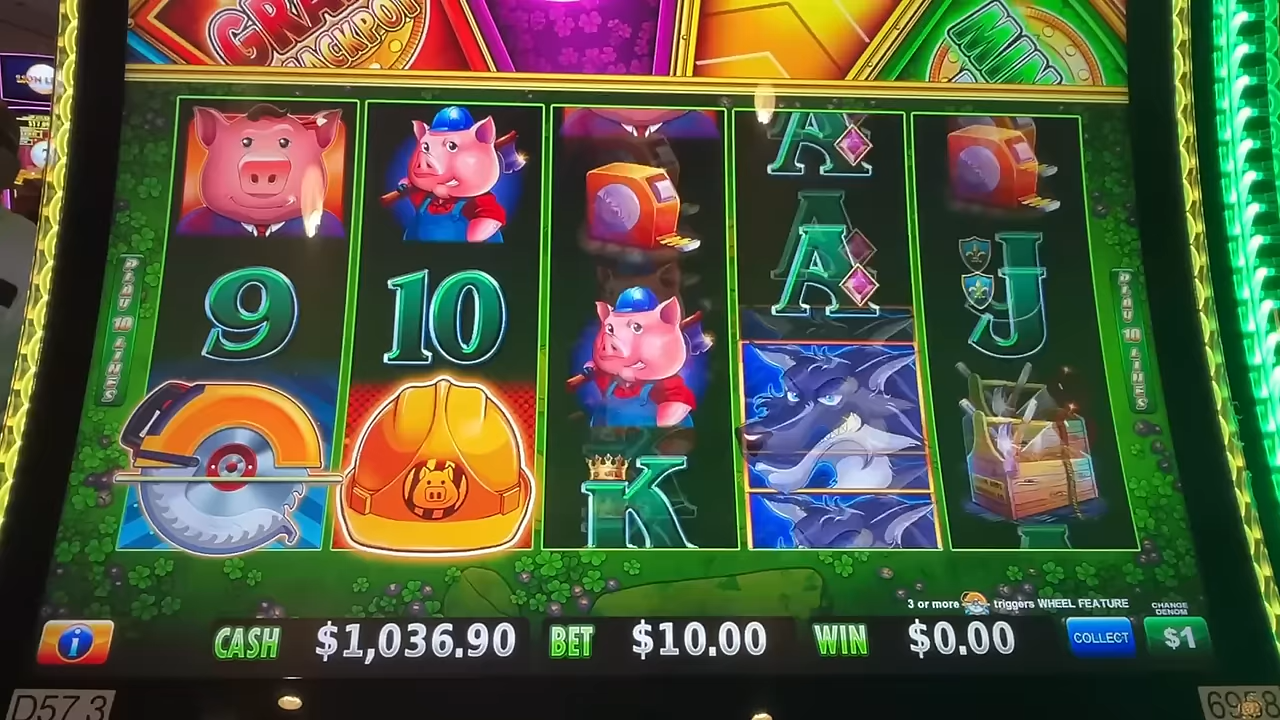 GRA
JACKPOT
MINI
PLAY 10 LINES
PLAY 10 LINES
9
10
K
A
A
J
3 or more triggers WHEEL FEATURE
CHANGE DENOM
CASH $1,036.90 BET $10.00 WIN $0.00 COLLECT $1
D57.3
6958